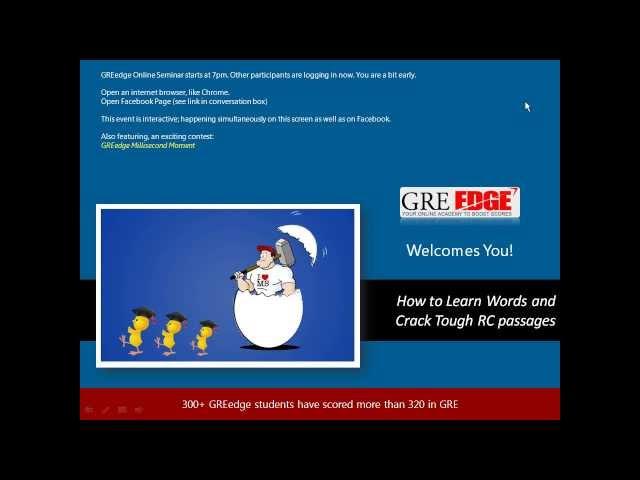 GREedge Online Seminar starts at 7pm. Other participants are logging in now. You are a bit early.
Open an internet browser, like Chrome.
Open Facebook Page (see link in conversation box)
This event is interactive; happening simultaneously on this screen as well as on Facebook.
Also featuring, an exciting contest:
GREedge Millisecond Moment
GRE EDGE7
YOUR ONLINE ACADEMY TO BOOST SCORES
Welcomes You!
I ♥
MS
How to Learn Words and
Crack Tough RC passages
300+ GREedge students have scored more than 320 in GRE